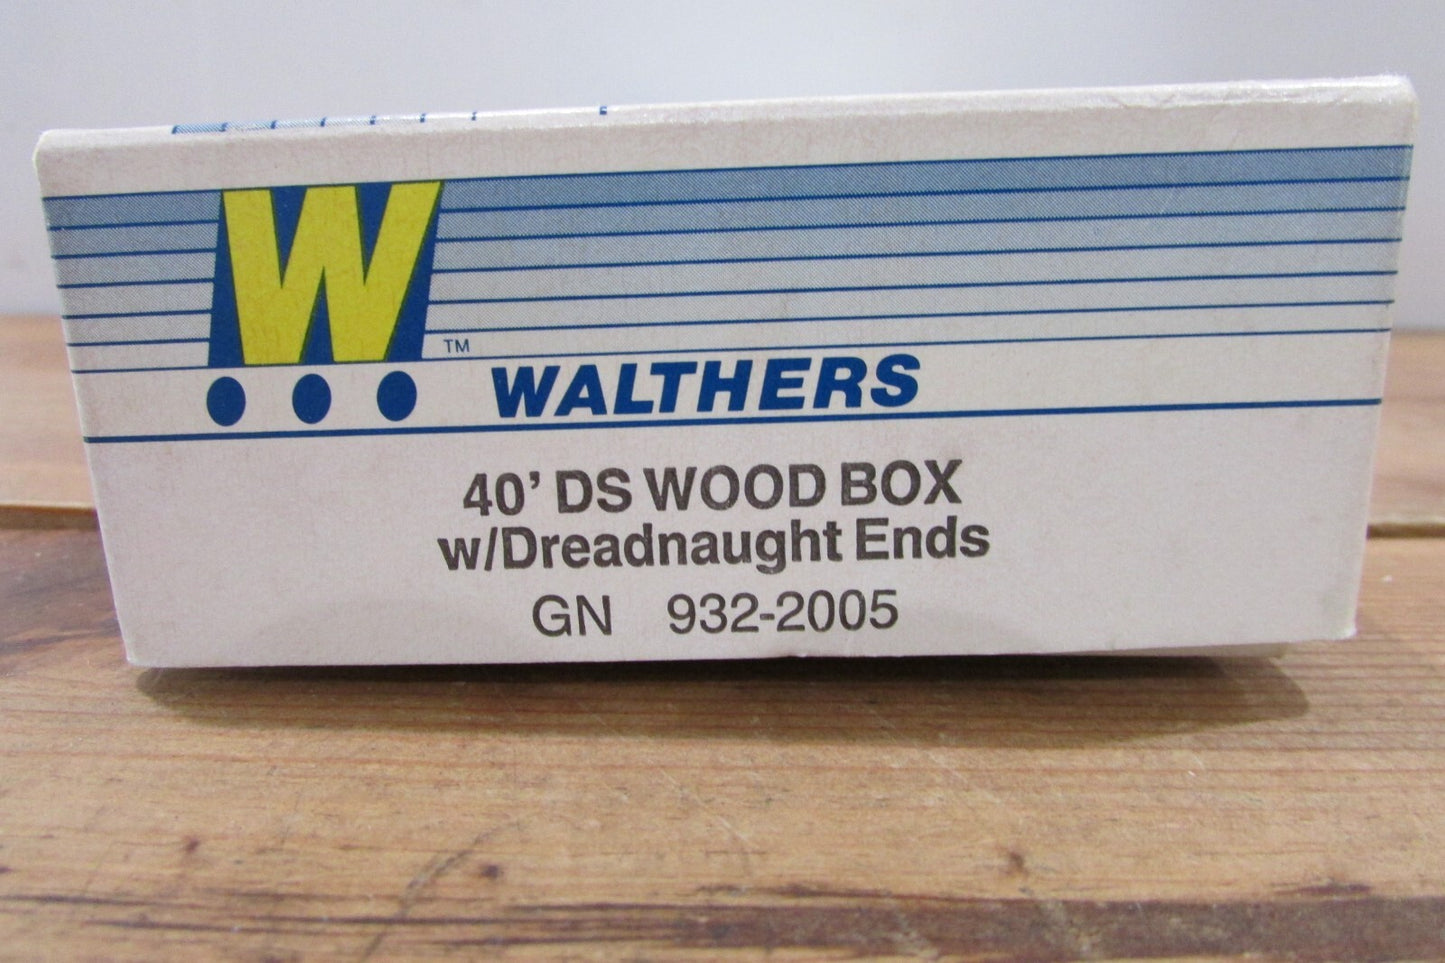 W
TM
WALTHERS
40' DS WOOD BOX
w/Dreadnaught Ends
GN 932-2005